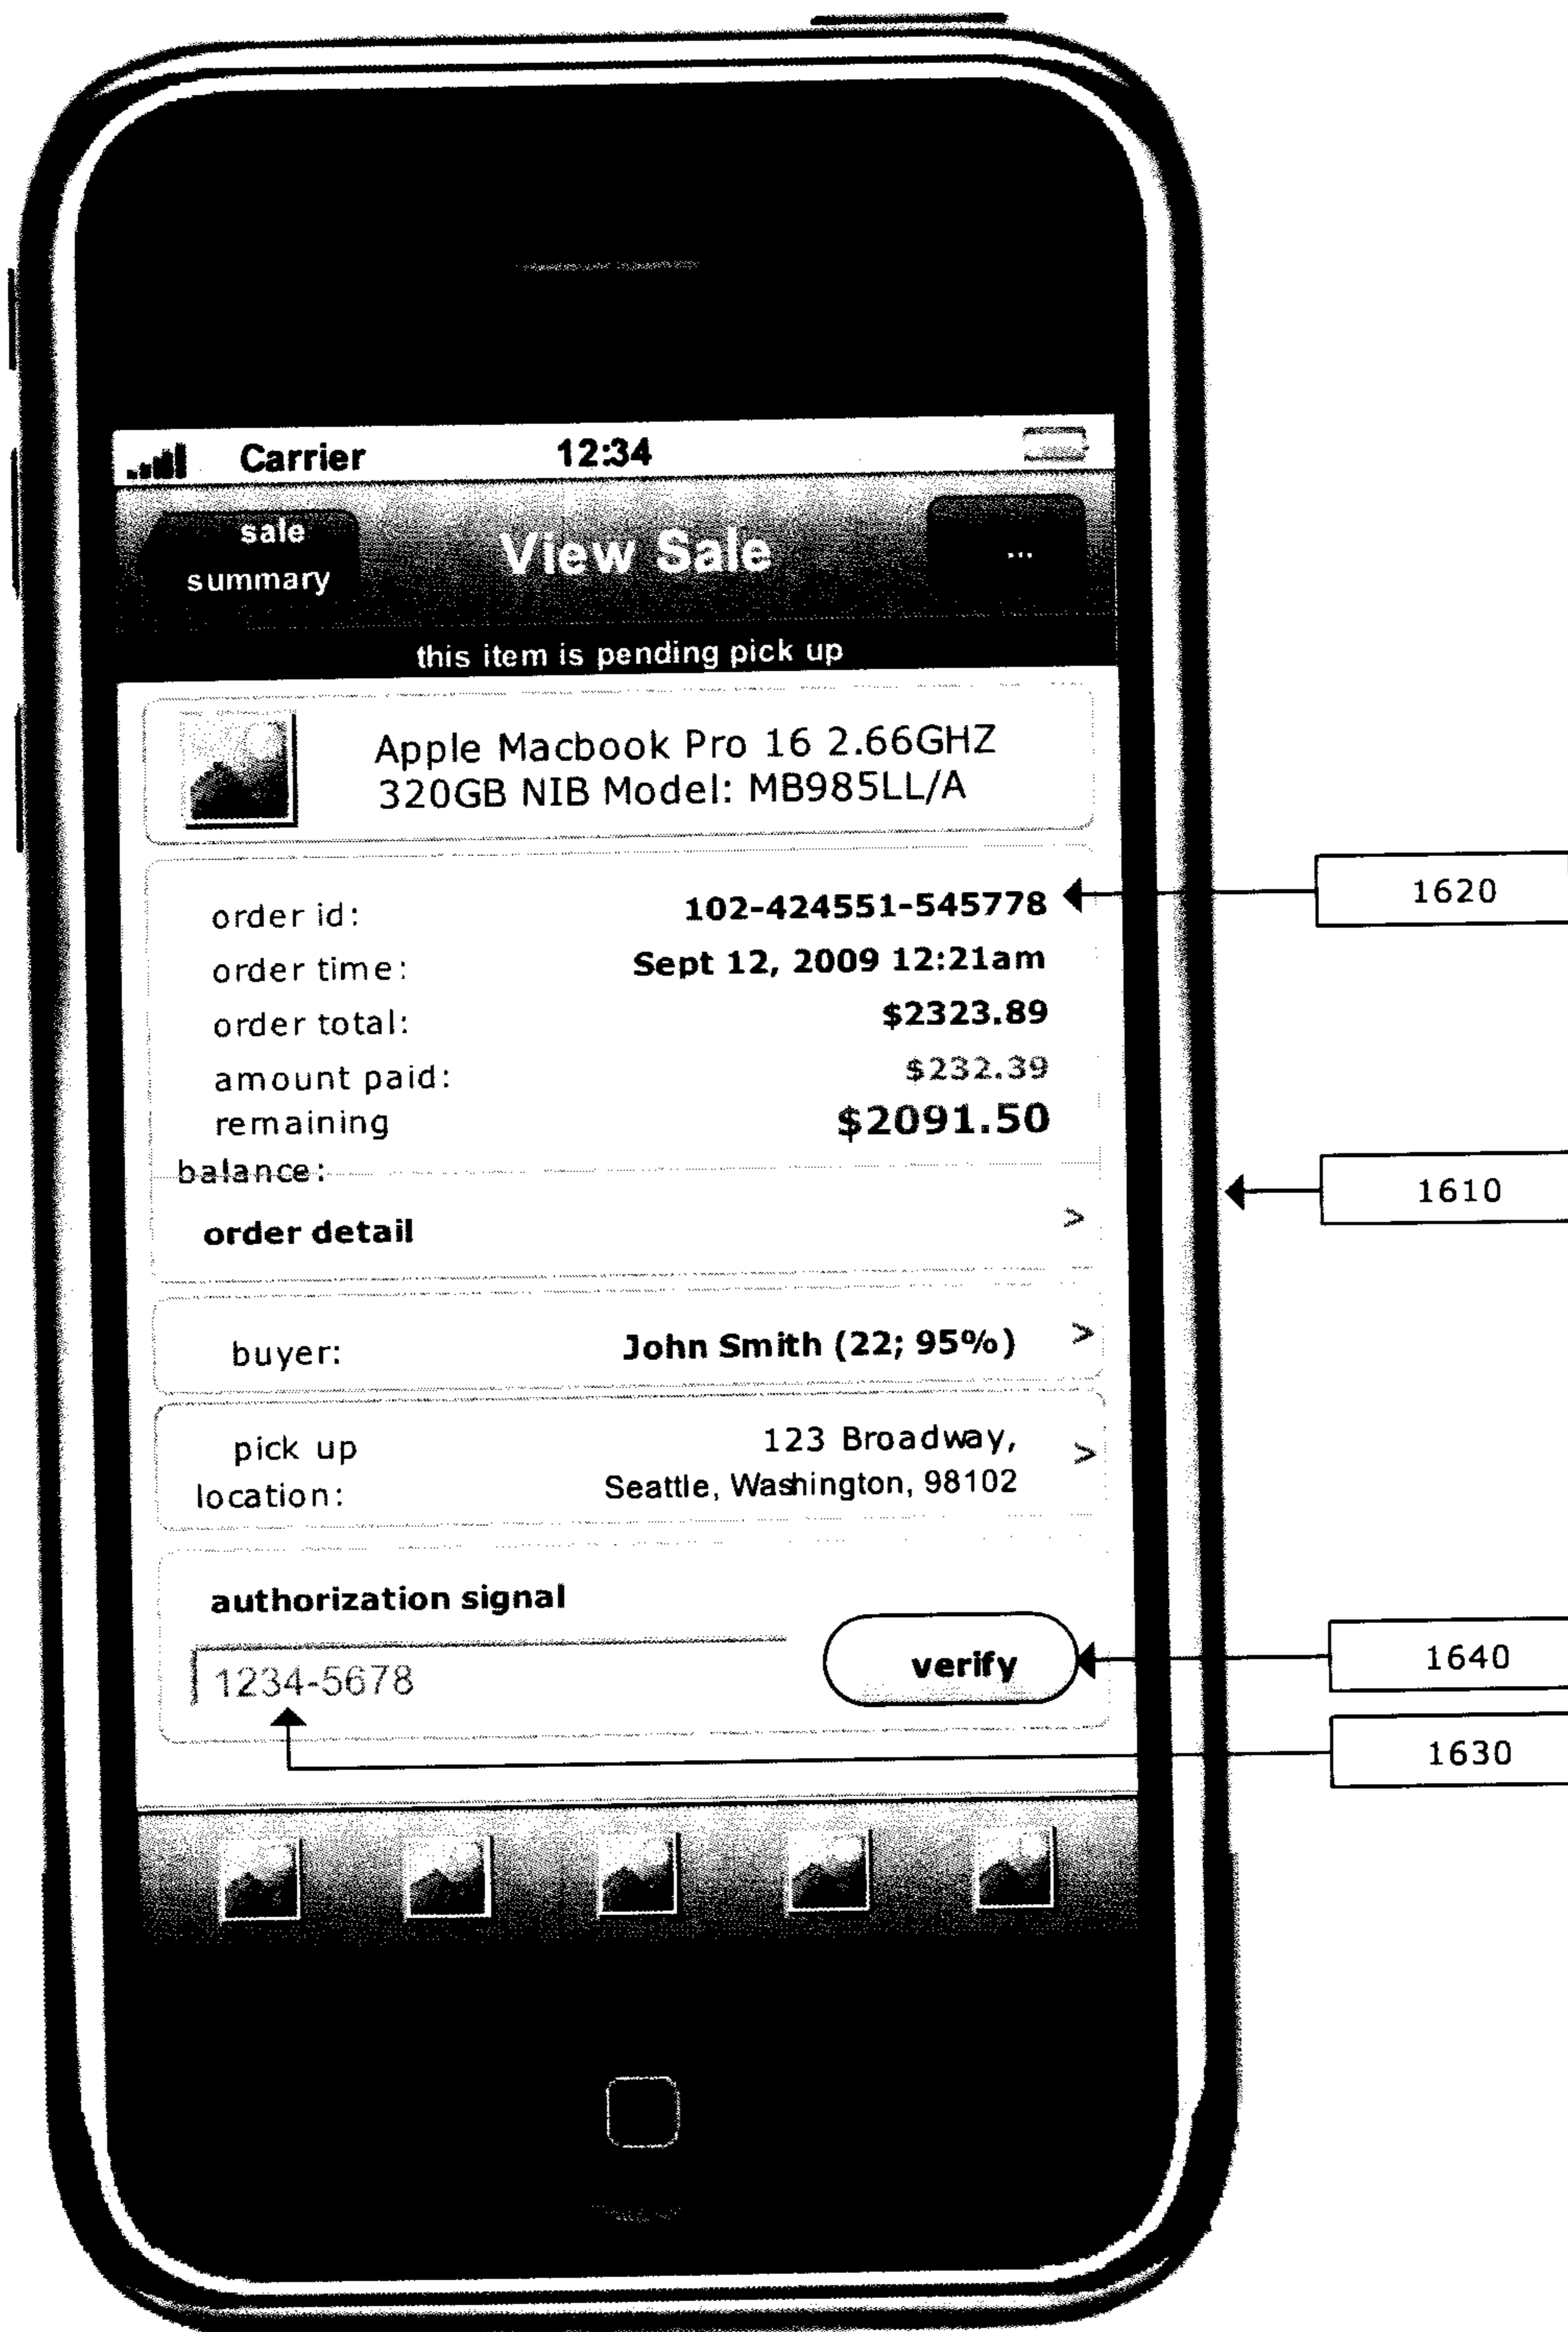 Carrier 12:34
sale
summary
View Sale
...
this item is pending pick up
Apple Macbook Pro 16 2.66GHZ
320GB NIB Model: MB985LL/A
order id: 102-424551-545778
1620
order time: Sept 12, 2009 12:21am
order total: $2323.89
amount paid: $232.39
remaining $2091.50
balance:
1610
order detail >
buyer: John Smith (22; 95%) >
pick up 123 Broadway, >
location: Seattle, Washington, 98102
authorization signal
1234-5678 verify
1640
1630